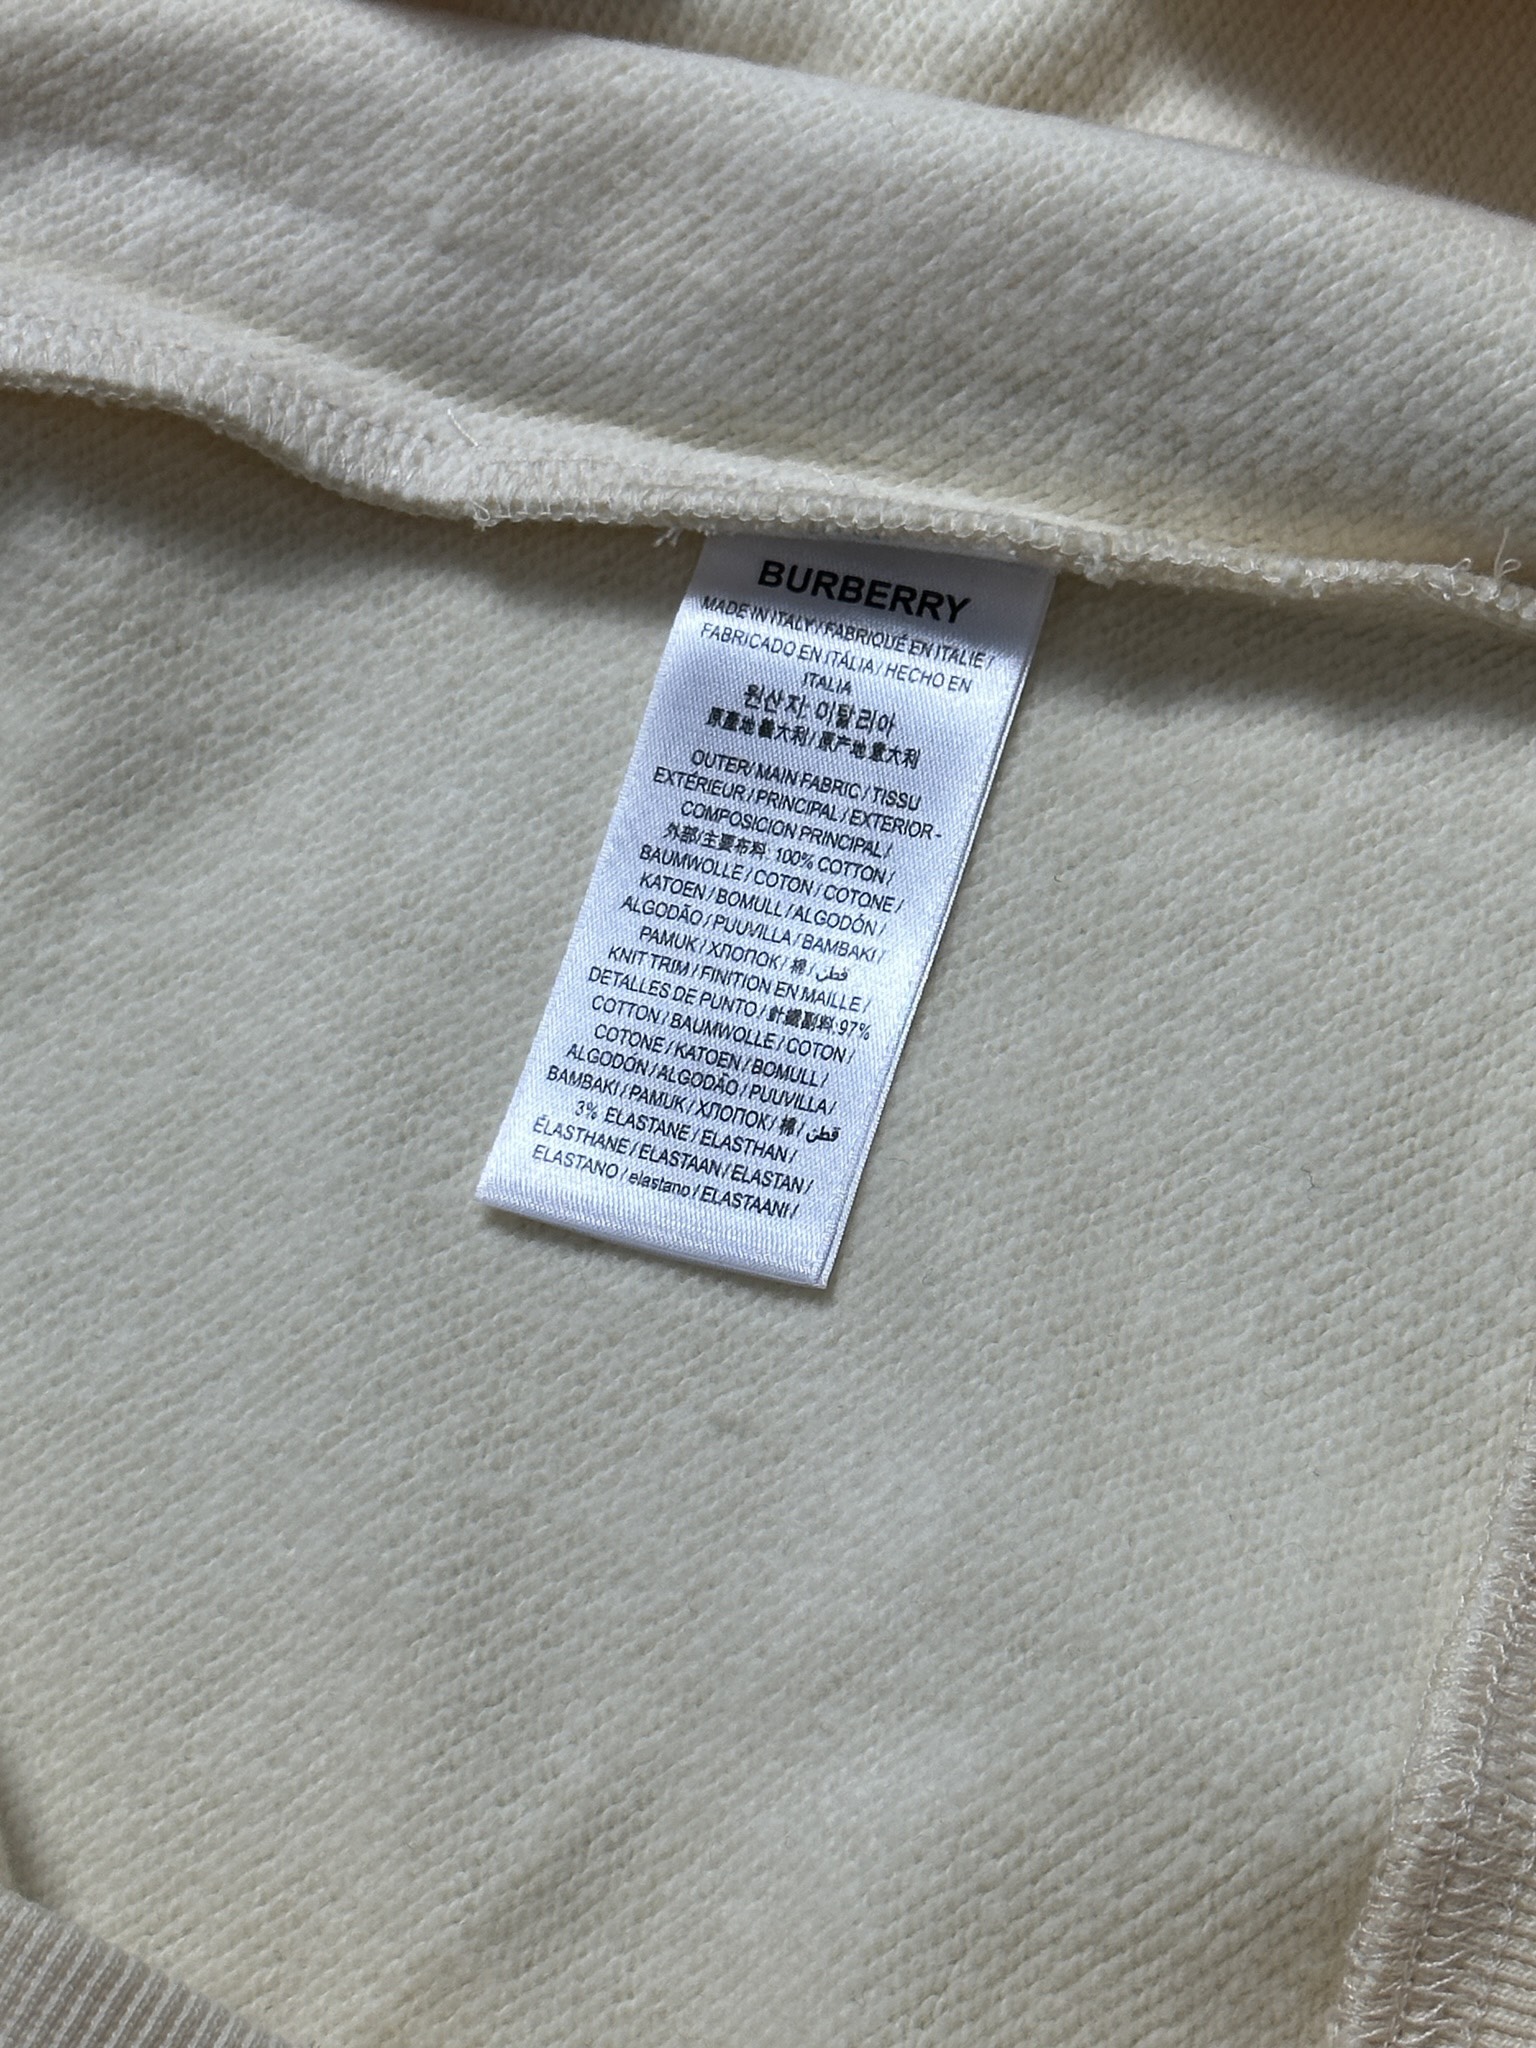 BURBERRY
MADE IN ITALY / FABRIQUÉ EN ITALIE /
FABRICADO EN ITALIA / HECHO EN
ITALIA
원산지: 이탈리아
原產地義大利 / 原产地意大利
OUTER/ MAIN FABRIC / TISSU
EXTÉRIEUR / PRINCIPAL / EXTERIOR -
COMPOSICION PRINCIPAL /
外部/主要布料: 100% COTTON /
BAUMWOLLE / COTON / COTONE /
KATOEN / BOMULL / ALGODÓN /
ALGODÃO / PUUVILLA / BAMBAKI /
PAMUK / ХЛОПОК / 棉 / قطن /
KNIT TRIM / FINITION EN MAILLE /
DETALLES DE PUNTO / 針織副料: 97%
COTTON / BAUMWOLLE / COTON /
COTONE / KATOEN / BOMULL /
ALGODÓN / ALGODÃO / PUUVILLA /
BAMBAKI / PAMUK / ХЛОПОК / 棉 / قطن
3% ELASTANE / ELASTHAN /
ÉLASTHANE / ELASTAAN / ELASTAN /
ELASTANO / elastano / ELASTAANI /